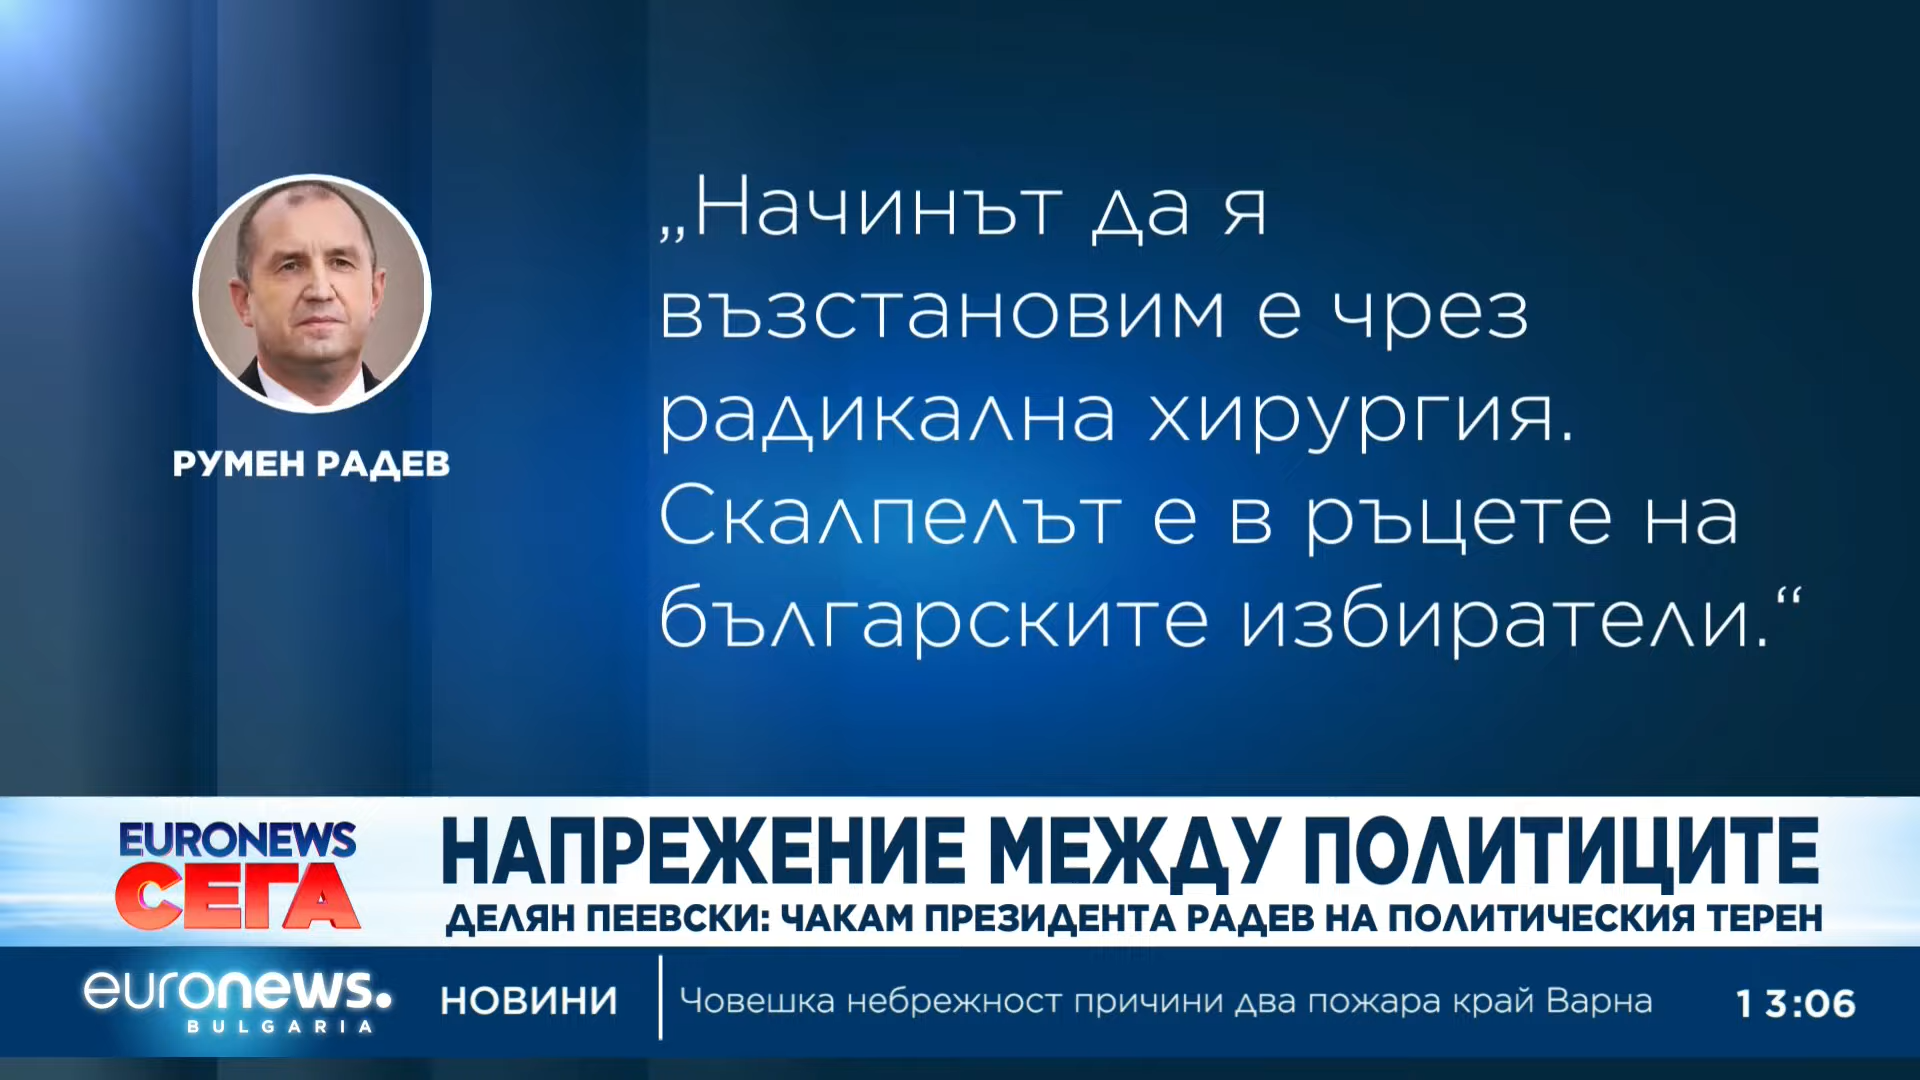 „Начинът да я
възстановим е чрез
радикална хирургия.
Скалпелът е в ръцете на
българските избиратели.“
РУМЕН РАДЕВ
EURONEWS
СЕГА
НАПРЕЖЕНИЕ МЕЖДУ ПОЛИТИЦИТЕ
ДЕЛЯН ПЕЕВСКИ: ЧАКАМ ПРЕЗИДЕНТА РАДЕВ НА ПОЛИТИЧЕСКИЯ ТЕРЕН
euronews.
BULGARIA
НОВИНИ
Човешка небрежност причини два пожара край Варна
13:06